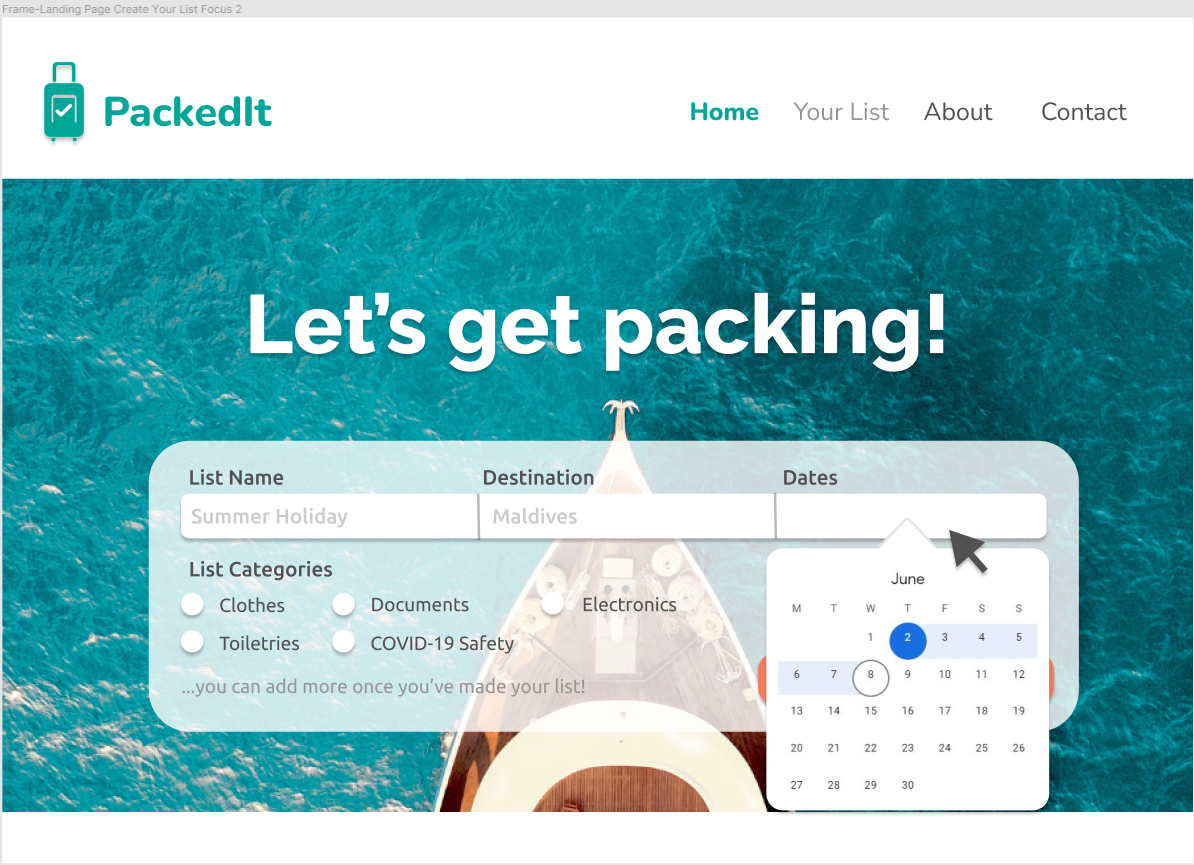 Frame-Landing Page Create Your List Focus 2
PackedIt
Home Your List About Contact
Let's get packing!
List Name Destination Dates
Summer Holiday Maldives
List Categories
Clothes Documents Electronics
Toiletries COVID-19 Safety
...you can add more once you've made your list!
June
M T W T F S S
1 2 3 4 5
6 7 8 9 10 11 12
13 14 15 16 17 18 19
20 21 22 23 24 25 26
27 28 29 30